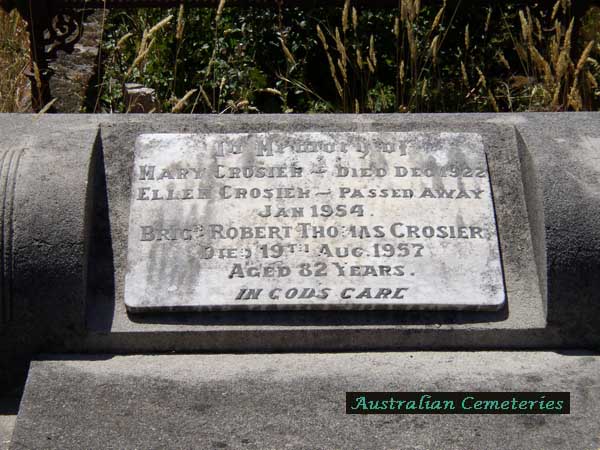 In Memory of
Mary Crosier – Died Dec 1922
Ellen Crosier – Passed Away
Jan 1954.
Brigr Robert Thomas Crosier
Died 19th Aug. 1957
Aged 82 Years.
In Gods Care
Australian Cemeteries